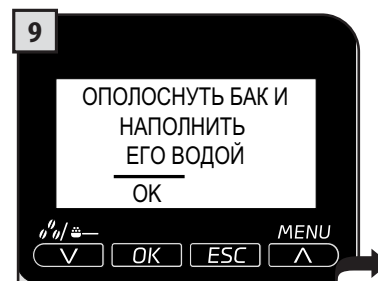 9
ОПОЛОСНУТЬ БАК И
НАПОЛНИТЬ
ЕГО ВОДОЙ
OK
MENU
OK ESC